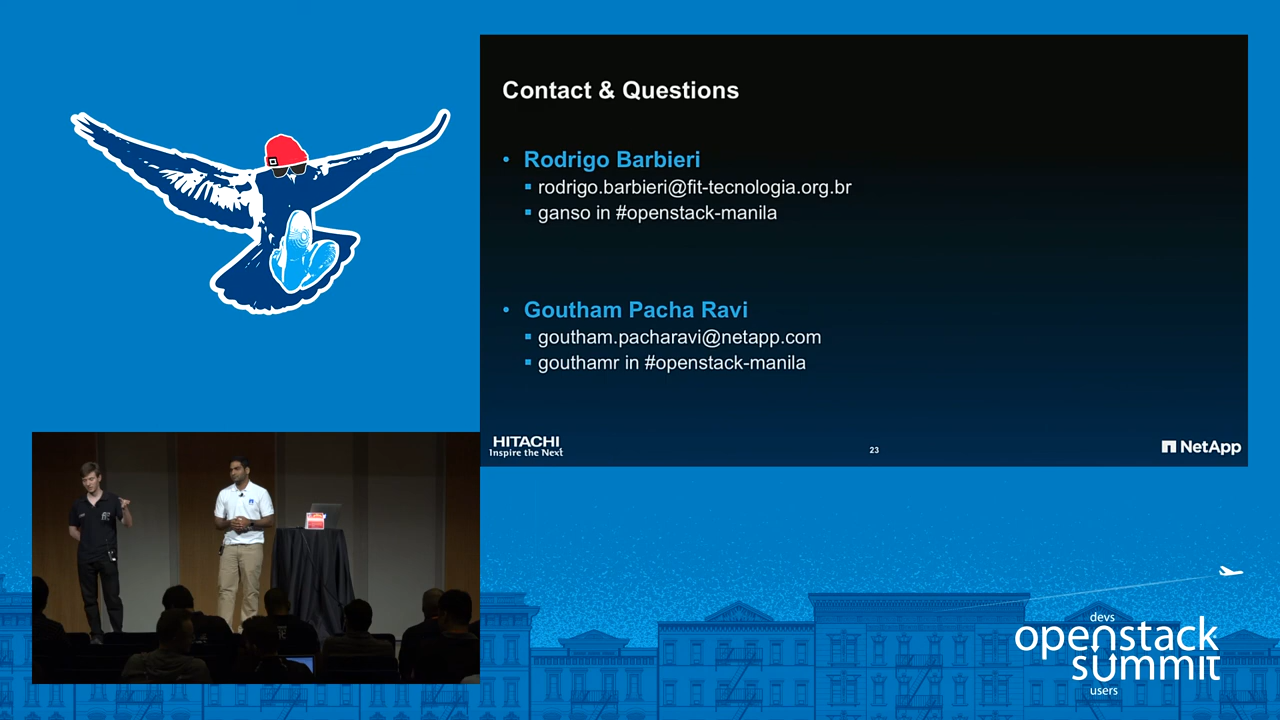 Contact & Questions
• Rodrigo Barbieri
rodrigo.barbieri@fit-tecnologia.org.br
ganso in #openstack-manila
• Goutham Pacha Ravi
goutham.pacharavi@netapp.com
gouthamr in #openstack-manila
HITACHI
Inspire the Next
23
NetApp
devs
openstack
summit
users